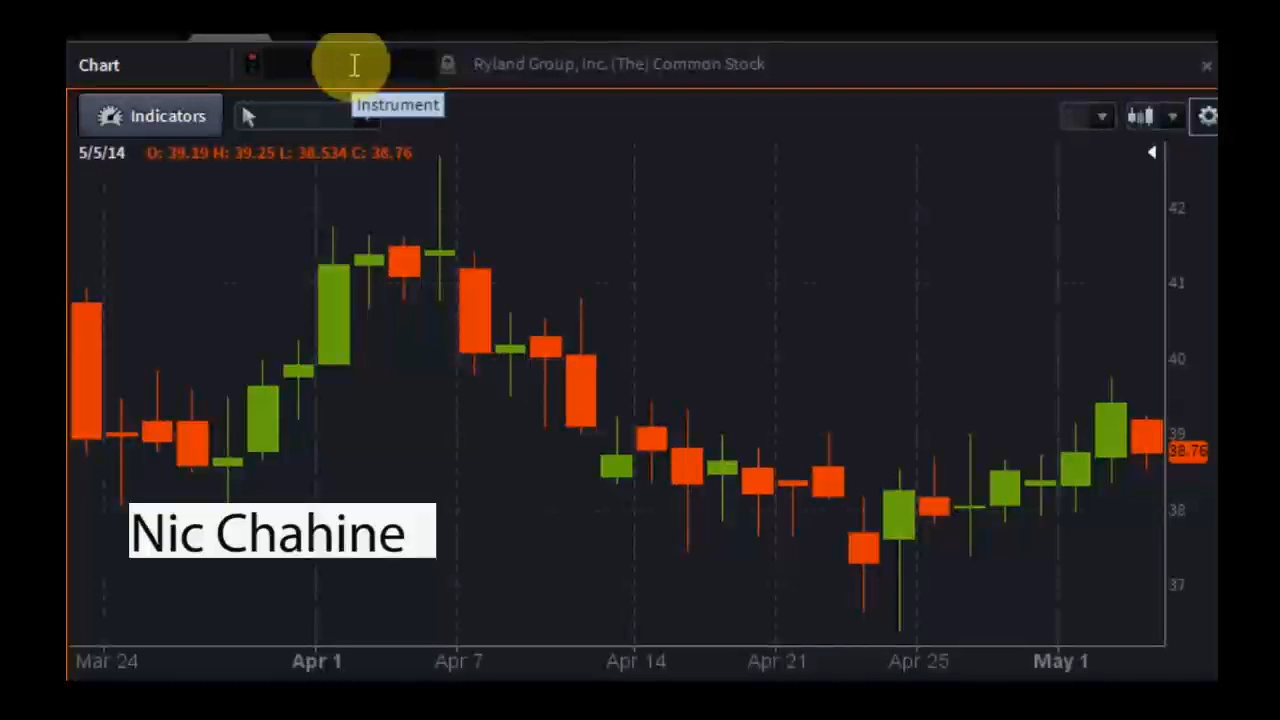 Chart
Ryland Group, Inc. (The) Common Stock
Instrument
Indicators
5/5/14 O: 39.19 H: 39.25 L: 38.534 C: 38.76
42
41
40
39
38.76
38
37
Nic Chahine
Mar 24 Apr 1 Apr 7 Apr 14 Apr 21 Apr 25 May 1